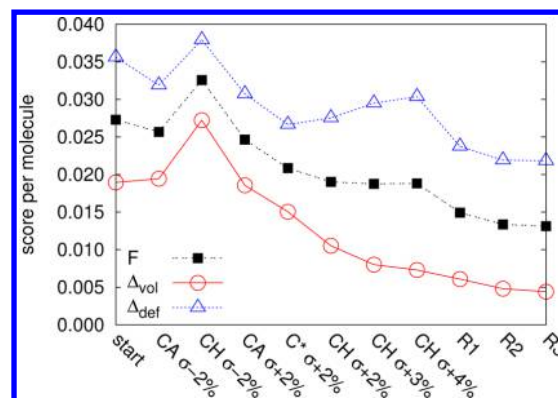 score per molecule
0.040
0.035
0.030
0.025
0.020
0.015
0.010
0.005
0.000
F
Δvol
Δdef
start
CA σ−2%
CH σ−2%
CA σ+2%
C* σ+2%
CH σ+2%
CH σ+3%
CH σ+4%
R1
R2